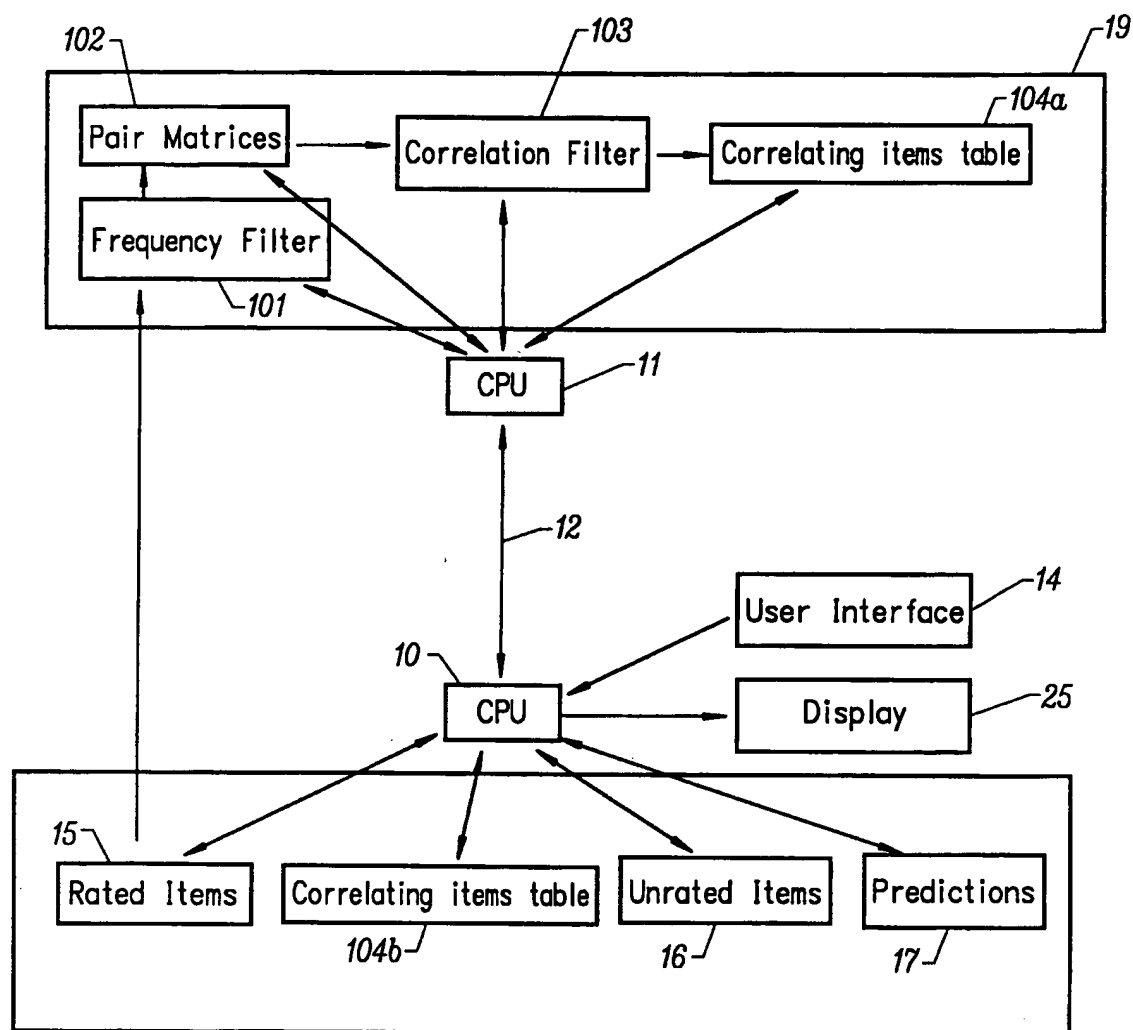 102
103
19
104a
Pair Matrices
Correlation Filter
Correlating items table
Frequency Filter
101
CPU
11
12
14
User Interface
10
CPU
Display
25
15
Rated Items
Correlating items table
Unrated Items
Predictions
104b
16
17